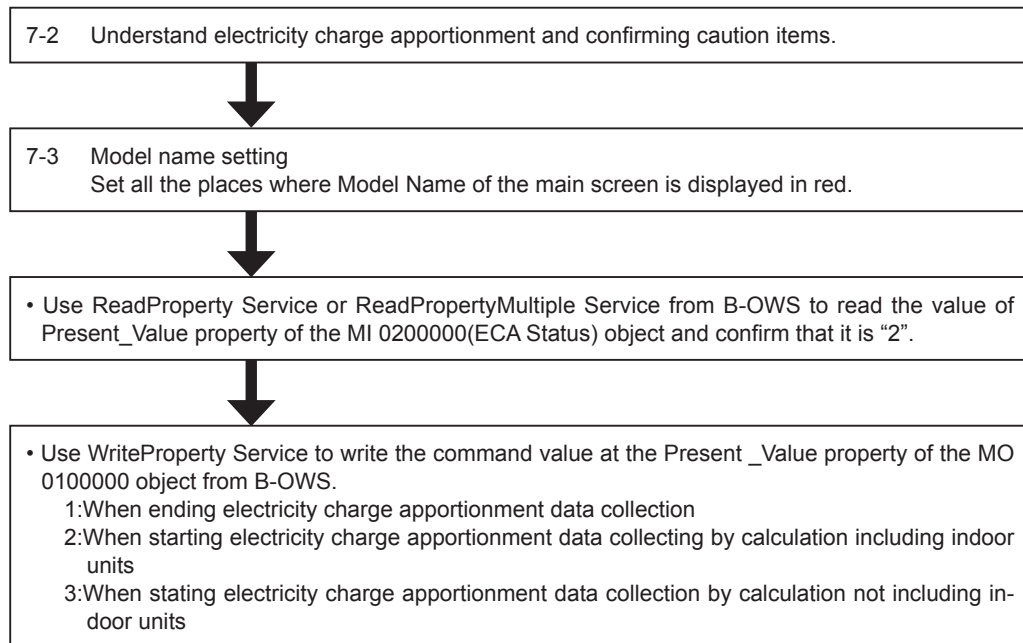 7-2 Understand electricity charge apportionment and confirming caution items.
7-3 Model name setting
Set all the places where Model Name of the main screen is displayed in red.
• Use ReadProperty Service or ReadPropertyMultiple Service from B-OWS to read the value of
Present_Value property of the MI 0200000(ECA Status) object and confirm that it is “2”.
• Use WriteProperty Service to write the command value at the Present _Value property of the MO
0100000 object from B-OWS.
1:When ending electricity charge apportionment data collection
2:When starting electricity charge apportionment data collecting by calculation including indoor
units
3:When stating electricity charge apportionment data collection by calculation not including in-
door units